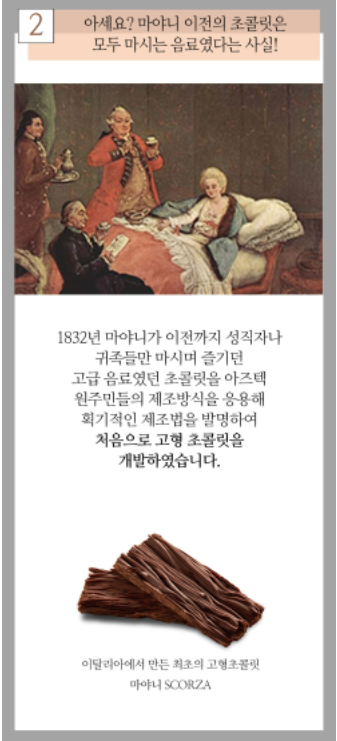 2
아세요? 마야니 이전의 초콜릿은
모두 마시는 음료였다는 사실!
1832년 마야니가 이전까지 성직자나
귀족들만 마시며 즐기던
고급 음료였던 초콜릿을 아즈텍
원주민들의 제조방식을 응용해
획기적인 제조법을 발명하여
처음으로 고형 초콜릿을
개발하였습니다.
이탈리아에서 만든 최초의 고형초콜릿
마야니 SCORZA